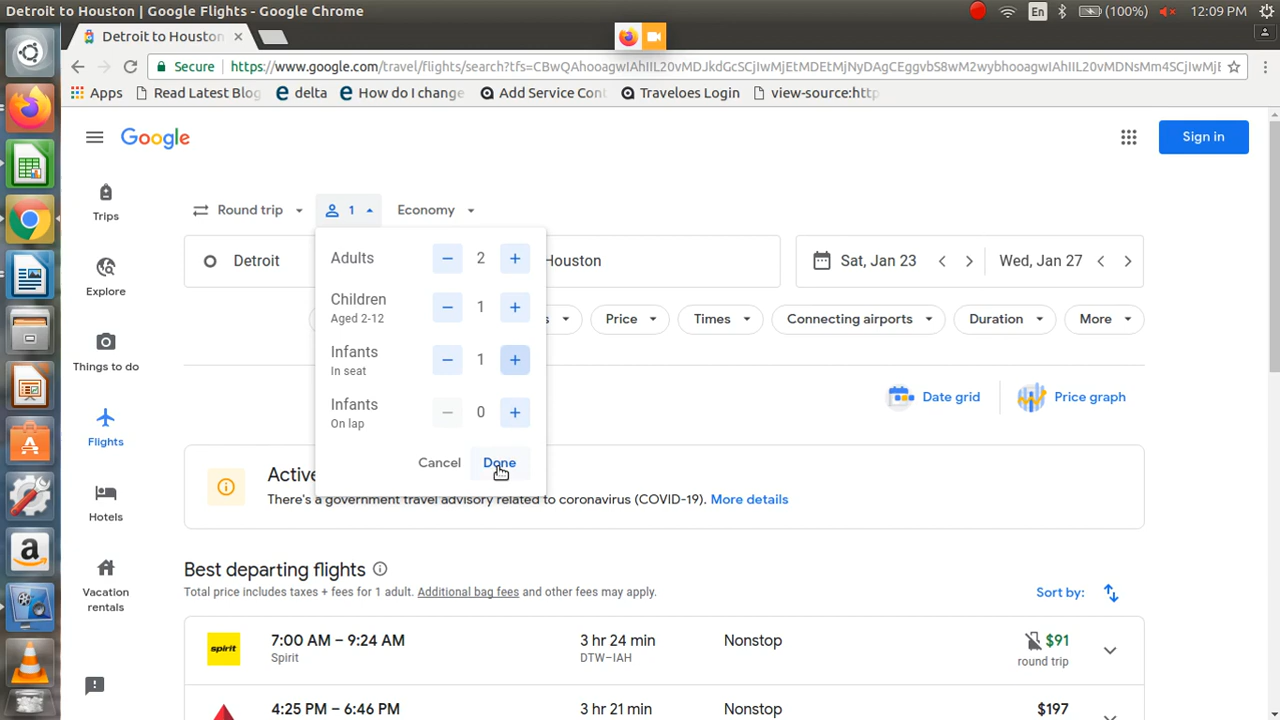 Detroit to Houston | Google Flights - Google Chrome
En
(100%)
12:09 PM
Detroit to Houston
Secure
https://www.google.com/travel/flights/search?tfs=
Apps
Read Latest Blog
delta
How do I change
Add Service Cont
Traveloes Login
view-source:http
Google
Sign in
Trips
Explore
Things to do
Flights
Hotels
Vacation
rentals
Round trip
1
Economy
Detroit
Houston
Sat, Jan 23
Wed, Jan 27
Adults
2
Children
Aged 2-12
1
Infants
In seat
1
Infants
On lap
0
Cancel
Done
Price
Times
Connecting airports
Duration
More
Date grid
Price graph
Active
There's a government travel advisory related to coronavirus (COVID-19). More details
Best departing flights
Total price includes taxes + fees for 1 adult. Additional bag fees and other fees may apply.
Sort by:
spirit
7:00 AM – 9:24 AM
Spirit
3 hr 24 min
DTW–IAH
Nonstop
$91
round trip
4:25 PM – 6:46 PM
3 hr 21 min
Nonstop
$197